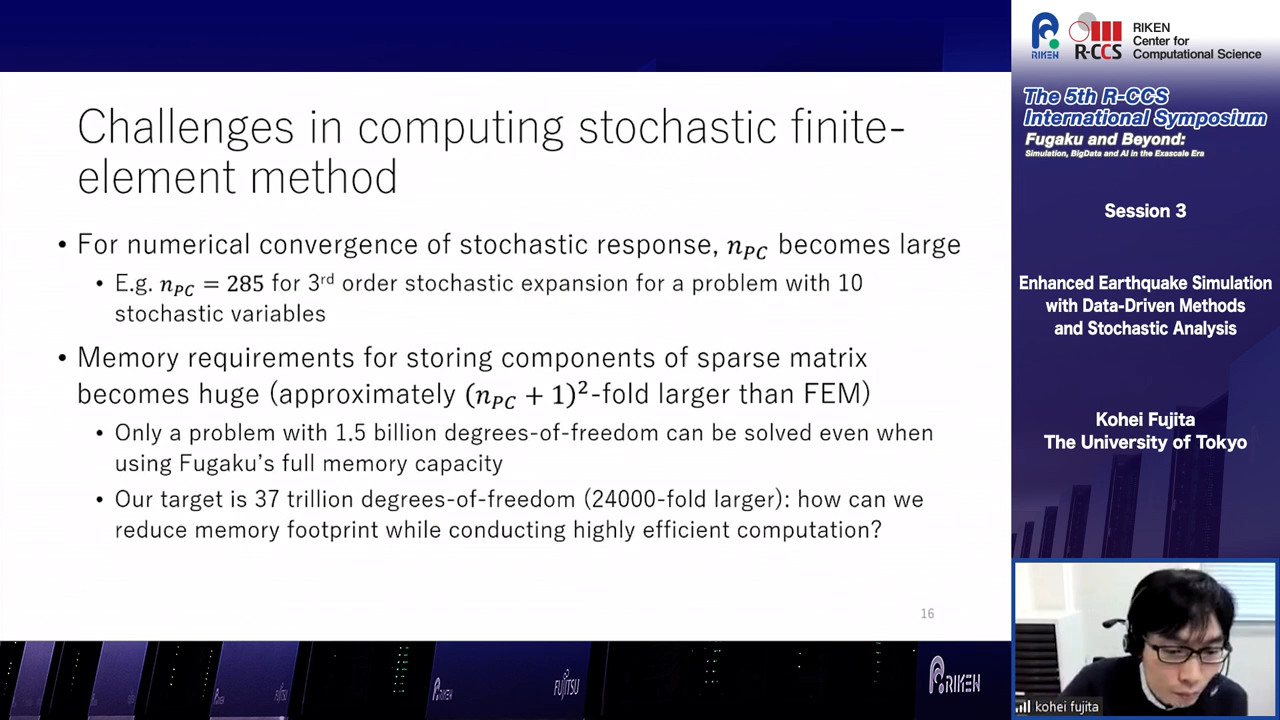 Challenges in computing stochastic finite-
element method
• For numerical convergence of stochastic response, n_PC becomes large
• E.g. n_PC = 285 for 3rd order stochastic expansion for a problem with 10
stochastic variables
• Memory requirements for storing components of sparse matrix
becomes huge (approximately (n_PC + 1)²-fold larger than FEM)
• Only a problem with 1.5 billion degrees-of-freedom can be solved even when
using Fugaku's full memory capacity
• Our target is 37 trillion degrees-of-freedom (24000-fold larger): how can we
reduce memory footprint while conducting highly efficient computation?
16
RIKEN
FUJITSU
RIKEN
RIKEN
R-CCS
RIKEN
Center for
Computational Science
The 5th R-CCS
International Symposium
Fugaku and Beyond:
Simulation, BigData and AI in the Exascale Era
Session 3
Enhanced Earthquake Simulation
with Data-Driven Methods
and Stochastic Analysis
Kohei Fujita
The University of Tokyo
kohei fujita